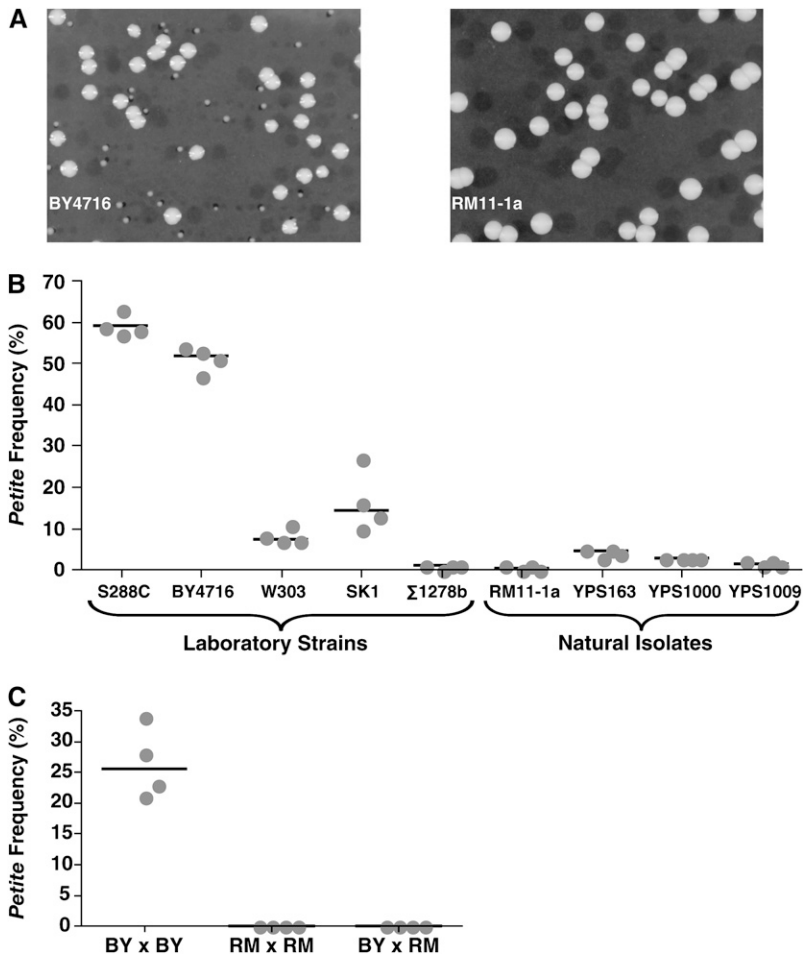 A
BY4716
RM11-1a
B
Petite Frequency (%)
70
60
50
40
30
20
10
0
S288C BY4716 W303 SK1 Σ1278b RM11-1a YPS163 YPS1000 YPS1009
Laboratory Strains Natural Isolates
C
Petite Frequency (%)
35
30
25
20
15
10
5
0
BY x BY RM x RM BY x RM